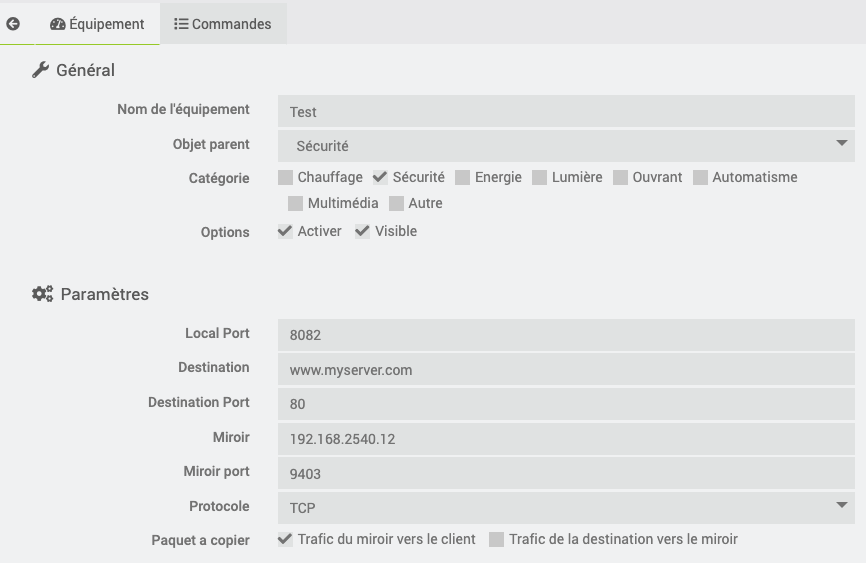 Équipement Commandes
Général
Nom de l'équipement Test
Objet parent Sécurité
Catégorie Chauffage Sécurité Energie Lumière Ouvrant Automatisme
Multimédia Autre
Options Activer Visible
Paramètres
Local Port 8082
Destination www.myserver.com
Destination Port 80
Miroir 192.168.2540.12
Miroir port 9403
Protocole TCP
Paquet a copier Trafic du miroir vers le client Trafic de la destination vers le miroir